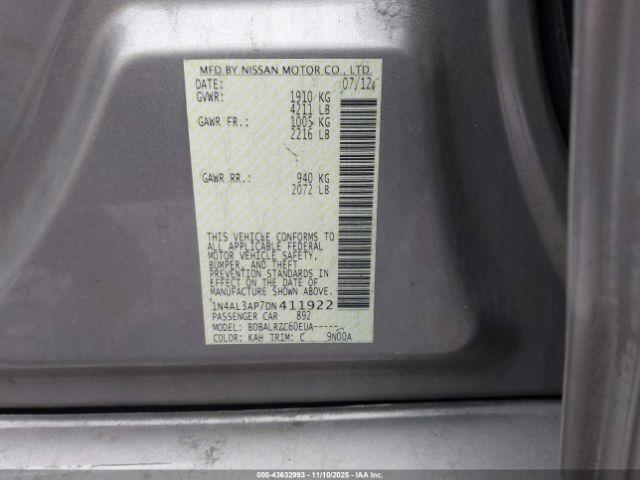 MFD BY NISSAN MOTOR CO., LTD.
DATE: 07/12
GVWR: 1910 KG
4211 LB
GAWR FR.: 1005 KG
2216 LB
GAWR RR.: 940 KG
2072 LB
THIS VEHICLE CONFORMS TO
ALL APPLICABLE FEDERAL
MOTOR VEHICLE SAFETY,
BUMPER, AND THEFT
PREVENTION STANDARDS
IN EFFECT ON THE DATE OF
MANUFACTURE SHOWN ABOVE.
1N4AL3AP7DN411922
PASSENGER CAR 892
MODEL: BDBALRZC60EUA-----
COLOR: KAH TRIM: C 9N00A
000-43632993 — 11/10/2025 — Copyright IAA, LLC.